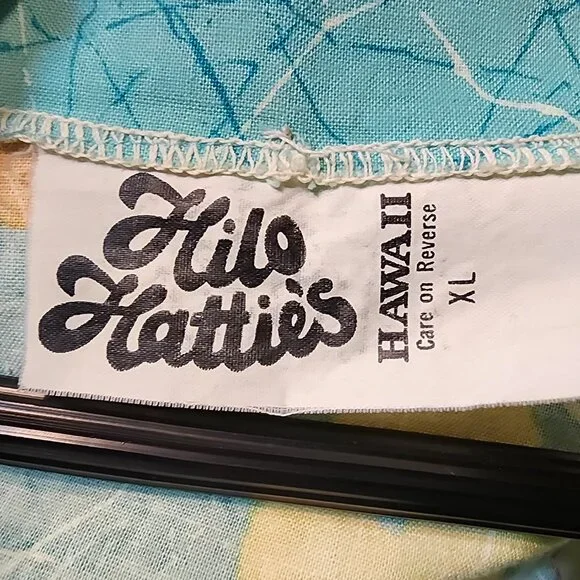 Hilo
Hattie's
HAWAII
Care on Reverse
XL